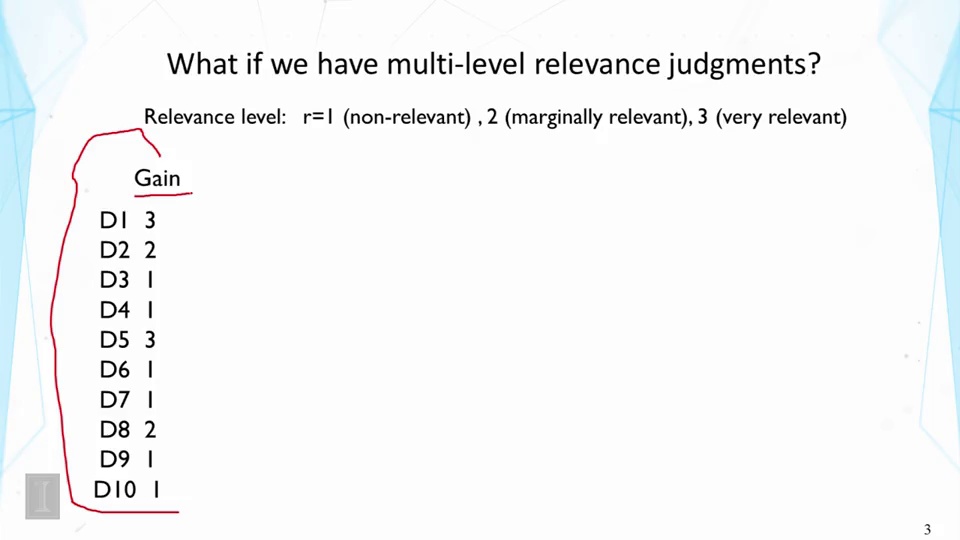 What if we have multi-level relevance judgments?
Relevance level: r=1 (non-relevant) , 2 (marginally relevant), 3 (very relevant)
Gain
D1 3
D2 2
D3 1
D4 1
D5 3
D6 1
D7 1
D8 2
D9 1
D10 1
I
3